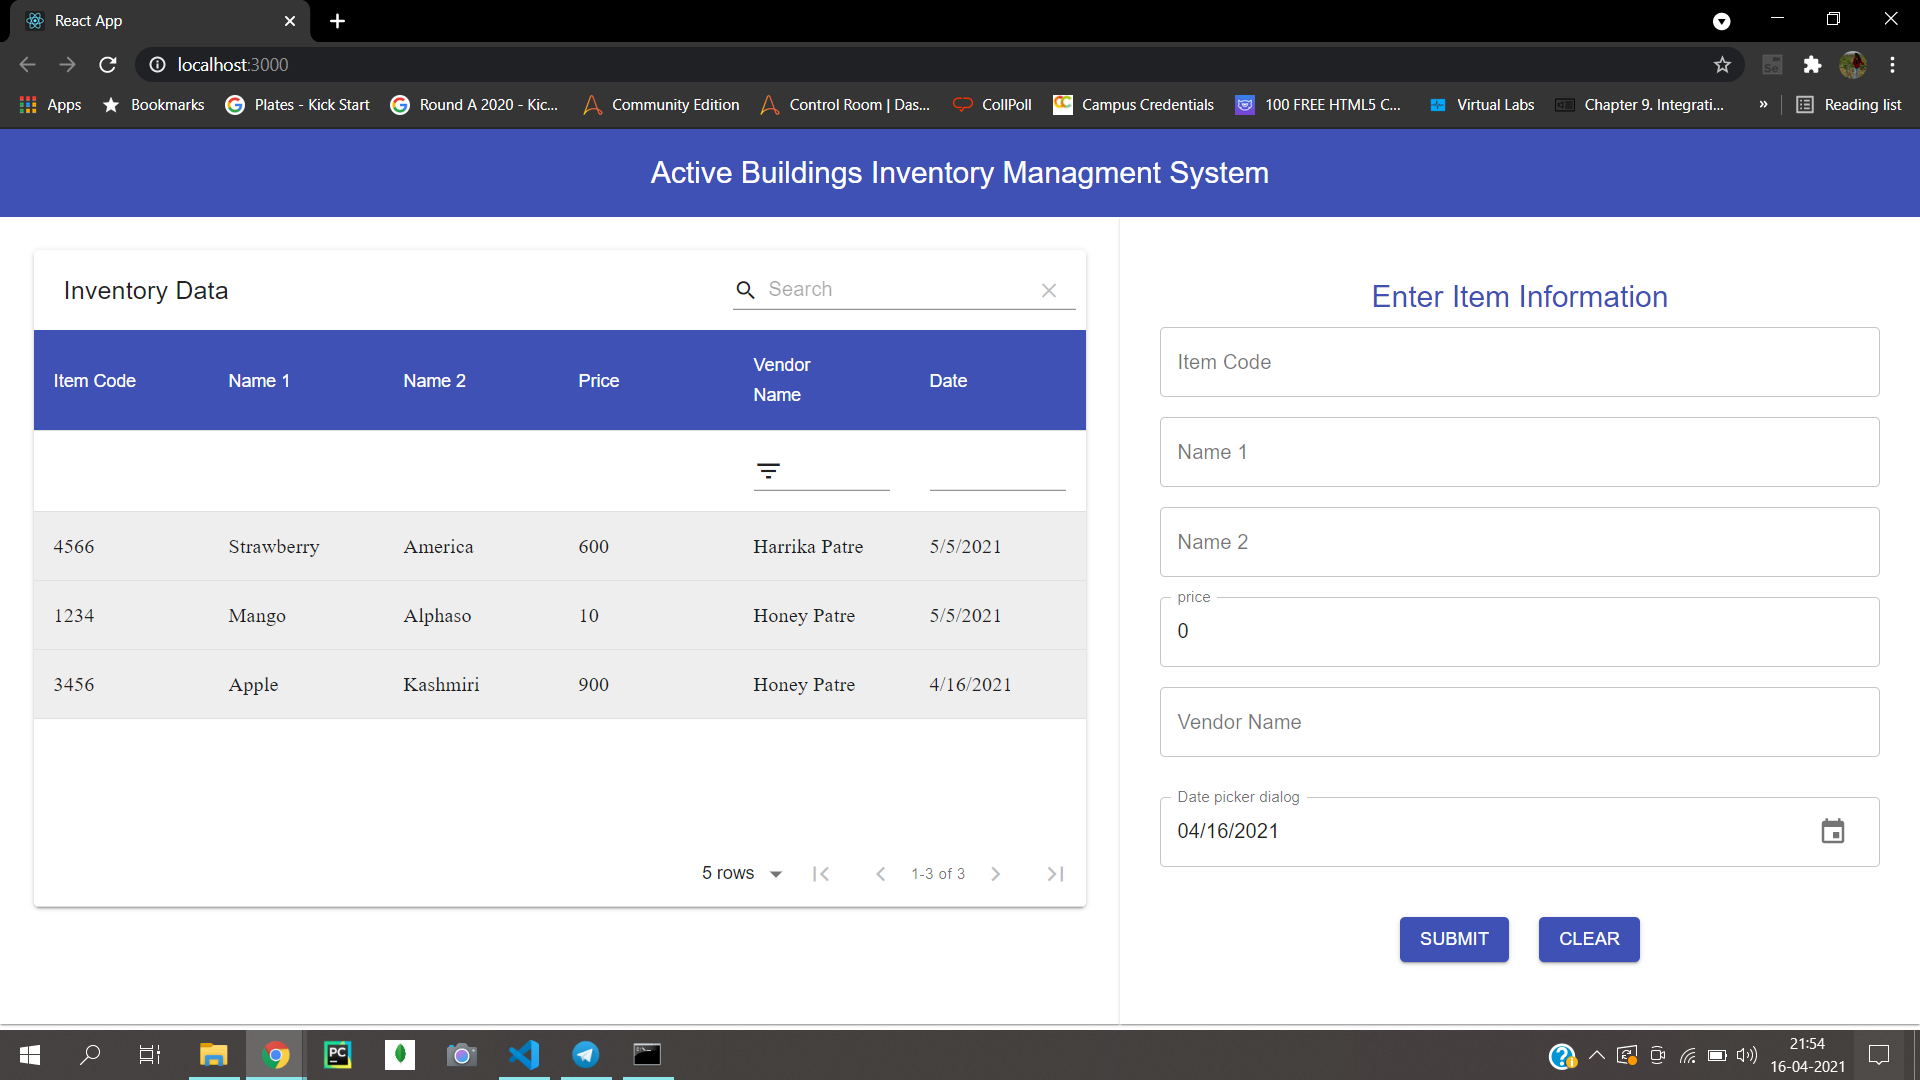 React App
localhost:3000
Apps Bookmarks Plates - Kick Start Round A 2020 - Kic... Community Edition Control Room | Das... CollPoll Campus Credentials 100 FREE HTML5 C... Virtual Labs Chapter 9. Integrati... » Reading list
Active Buildings Inventory Managment System
Inventory Data
Search
Item Code Name 1 Name 2 Price Vendor Name Date
4566 Strawberry America 600 Harrika Patre 5/5/2021
1234 Mango Alphaso 10 Honey Patre 5/5/2021
3456 Apple Kashmiri 900 Honey Patre 4/16/2021
5 rows 1-3 of 3
Enter Item Information
Item Code
Name 1
Name 2
price
0
Vendor Name
Date picker dialog
04/16/2021
SUBMIT CLEAR
PC
21:54
16-04-2021